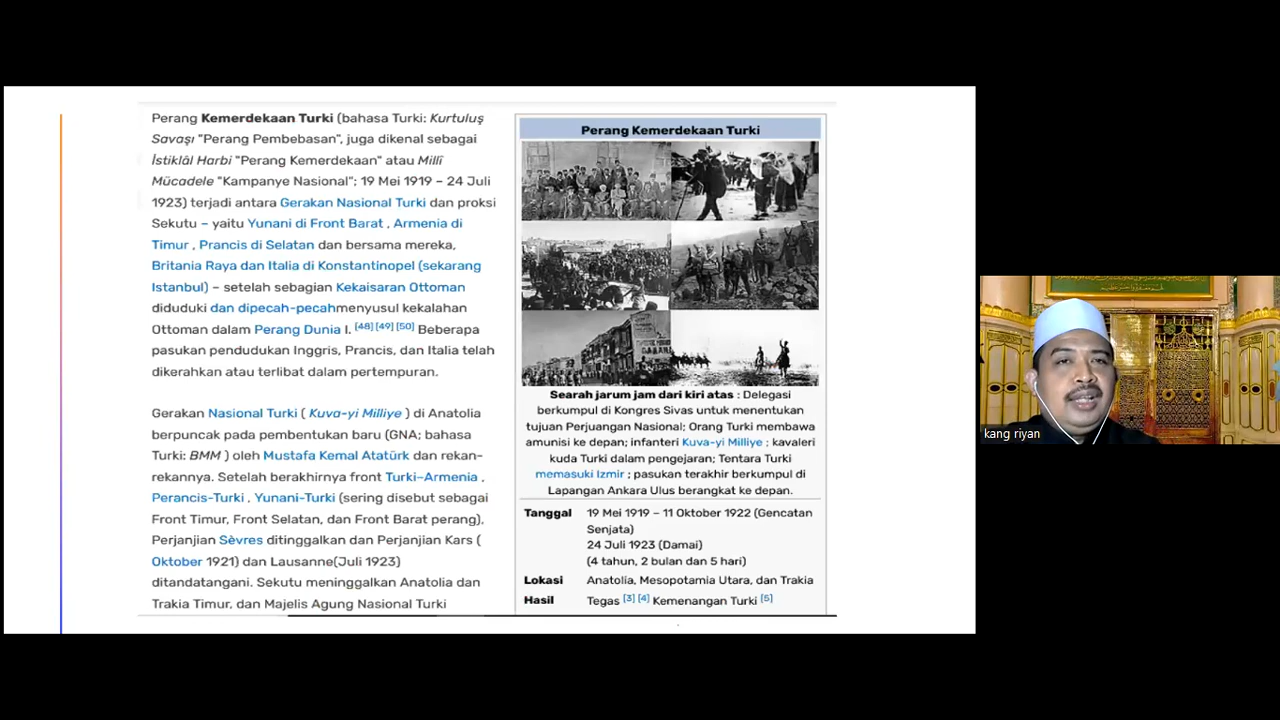 Perang Kemerdekaan Turki (bahasa Turki: Kurtuluş
Savaşı "Perang Pembebasan", juga dikenal sebagai
İstiklâl Harbi "Perang Kemerdekaan" atau Millî
Mücadele "Kampanye Nasional"; 19 Mei 1919 – 24 Juli
1923) terjadi antara Gerakan Nasional Turki dan proksi
Sekutu – yaitu Yunani di Front Barat , Armenia di
Timur , Prancis di Selatan dan bersama mereka,
Britania Raya dan Italia di Konstantinopel (sekarang
Istanbul) – setelah sebagian Kekaisaran Ottoman
diduduki dan dipecah-pecahmenyusul kekalahan
Ottoman dalam Perang Dunia I. [48] [49] [50] Beberapa
pasukan pendudukan Inggris, Prancis, dan Italia telah
dikerahkan atau terlibat dalam pertempuran.
Gerakan Nasional Turki ( Kuva-yi Milliye ) di Anatolia
berpuncak pada pembentukan baru (GNA; bahasa
Turki: BMM ) oleh Mustafa Kemal Atatürk dan rekan-
rekannya. Setelah berakhirnya front Turki–Armenia ,
Perancis-Turki , Yunani-Turki (sering disebut sebagai
Front Timur, Front Selatan, dan Front Barat perang),
Perjanjian Sèvres ditinggalkan dan Perjanjian Kars (
Oktober 1921) dan Lausanne(Juli 1923)
ditandatangani. Sekutu meninggalkan Anatolia dan
Trakia Timur, dan Majelis Agung Nasional Turki
Perang Kemerdekaan Turki
Searah jarum jam dari kiri atas : Delegasi
berkumpul di Kongres Sivas untuk menentukan
tujuan Perjuangan Nasional; Orang Turki membawa
amunisi ke depan; infanteri Kuva-yi Milliye ; kavaleri
kuda Turki dalam pengejaran; Tentara Turki
memasuki Izmir ; pasukan terakhir berkumpul di
Lapangan Ankara Ulus berangkat ke depan.
Tanggal 19 Mei 1919 – 11 Oktober 1922 (Gencatan
Senjata)
24 Juli 1923 (Damai)
(4 tahun, 2 bulan dan 5 hari)
Lokasi Anatolia, Mesopotamia Utara, dan Trakia
Hasil Tegas [3] [4] Kemenangan Turki [5]
kang riyan